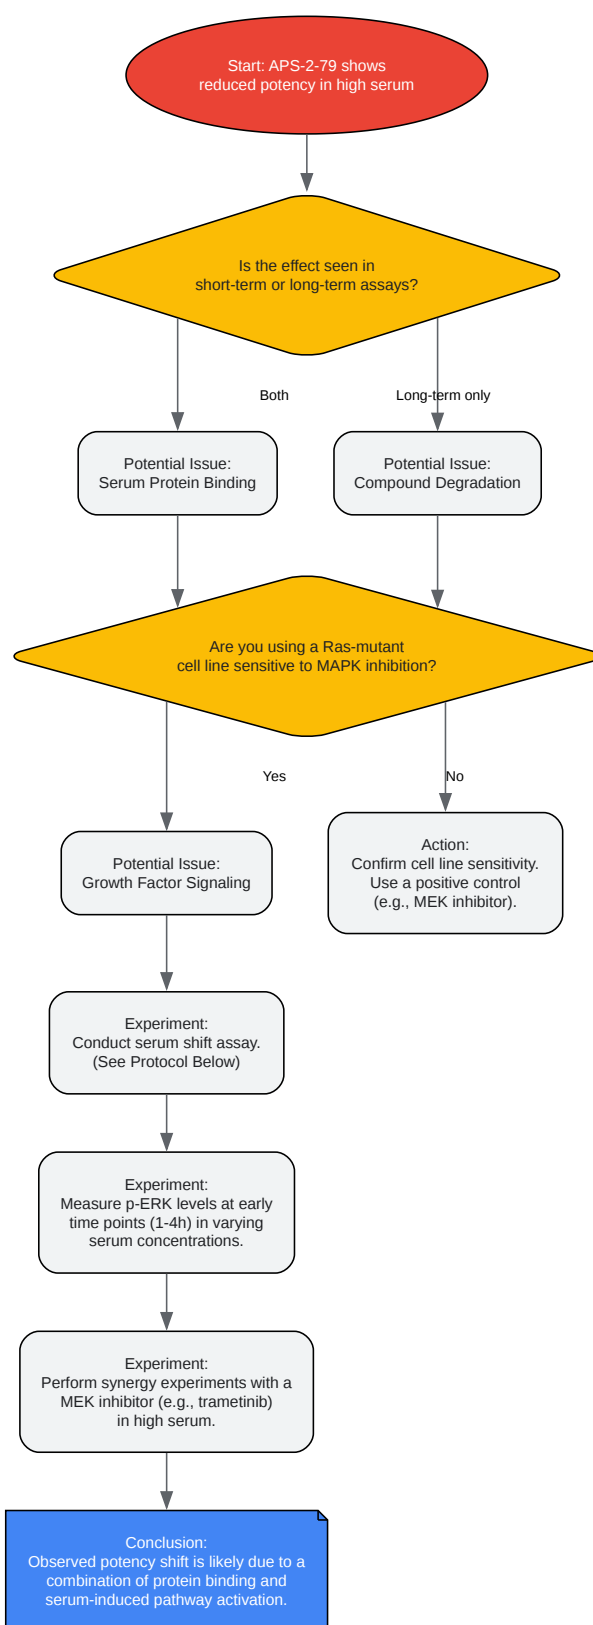 Start: APS-2-79 shows
reduced potency in high serum
Is the effect seen in
short-term or long-term assays?
Both
Long-term only
Potential Issue:
Serum Protein Binding
Potential Issue:
Compound Degradation
Are you using a Ras-mutant
cell line sensitive to MAPK inhibition?
Yes
No
Potential Issue:
Growth Factor Signaling
Action:
Confirm cell line sensitivity.
Use a positive control
(e.g., MEK inhibitor).
Experiment:
Conduct serum shift assay.
(See Protocol Below)
Experiment:
Measure p-ERK levels at early
time points (1-4h) in varying
serum concentrations.
Experiment:
Perform synergy experiments with a
MEK inhibitor (e.g., trametinib)
in high serum.
Conclusion:
Observed potency shift is likely due to a
combination of protein binding and
serum-induced pathway activation.